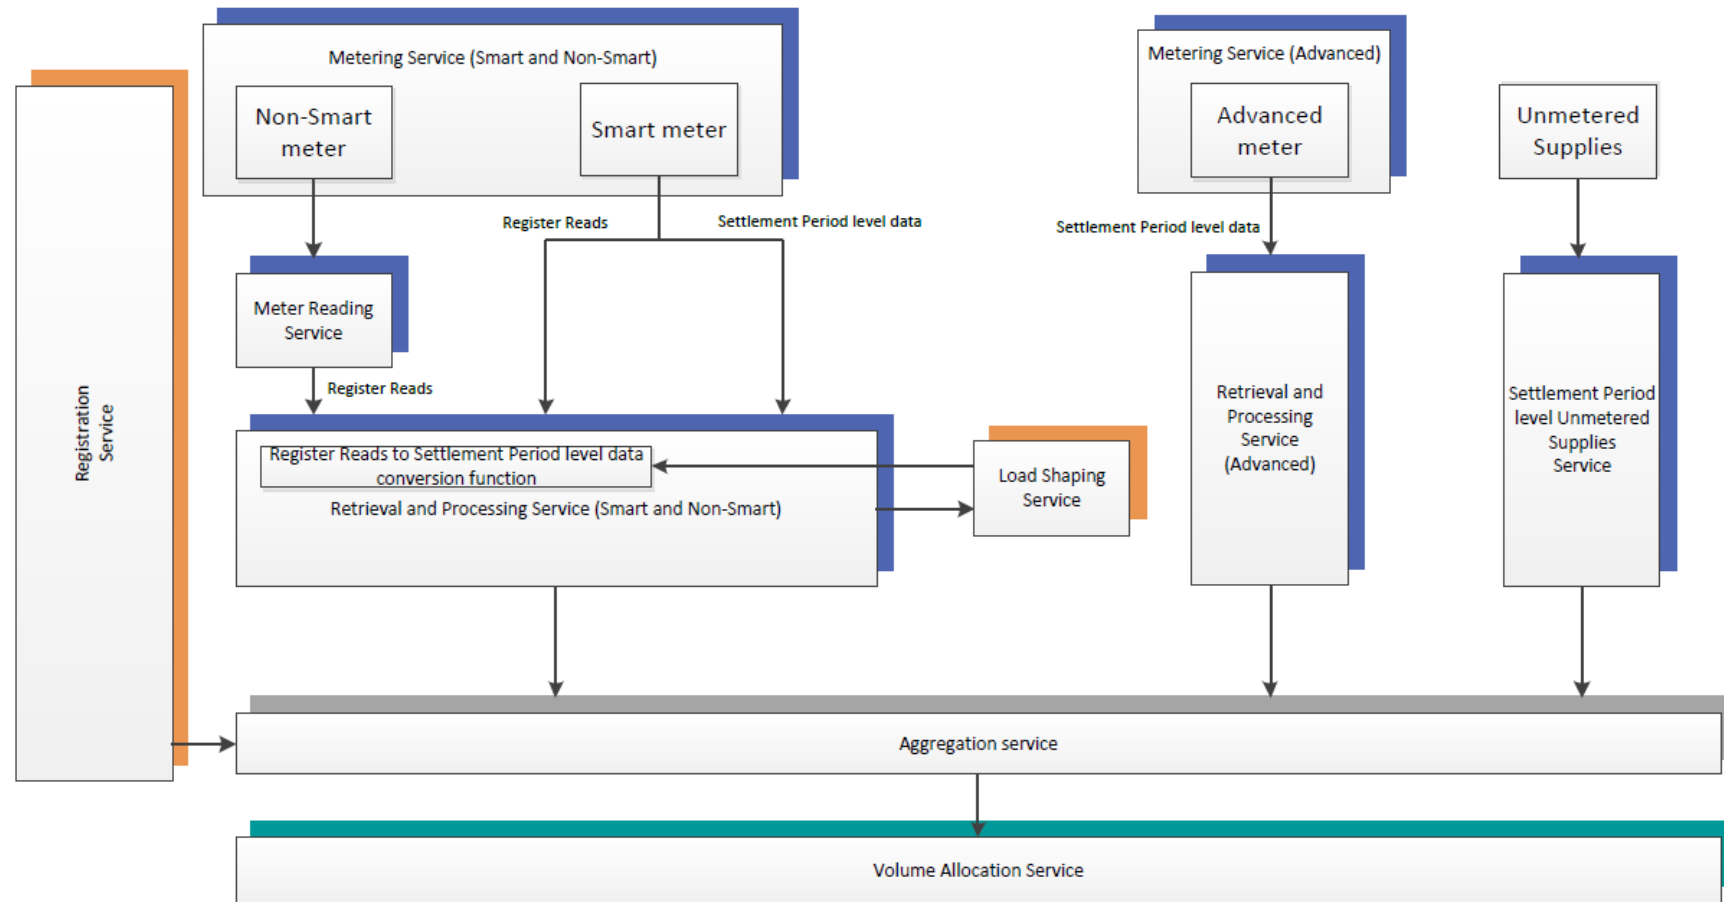 Metering Service (Smart and Non-Smart)
Non-Smart
meter
Smart meter
Metering Service (Advanced)
Advanced
meter
Unmetered
Supplies
Register Reads
Settlement Period level data
Settlement Period level data
Meter Reading
Service
Register Reads
Registration
Service
Register Reads to Settlement Period level data
conversion function
Retrieval and Processing Service (Smart and Non-Smart)
Load Shaping
Service
Retrieval and
Processing
Service
(Advanced)
Settlement Period
level Unmetered
Supplies
Service
Aggregation service
Volume Allocation Service